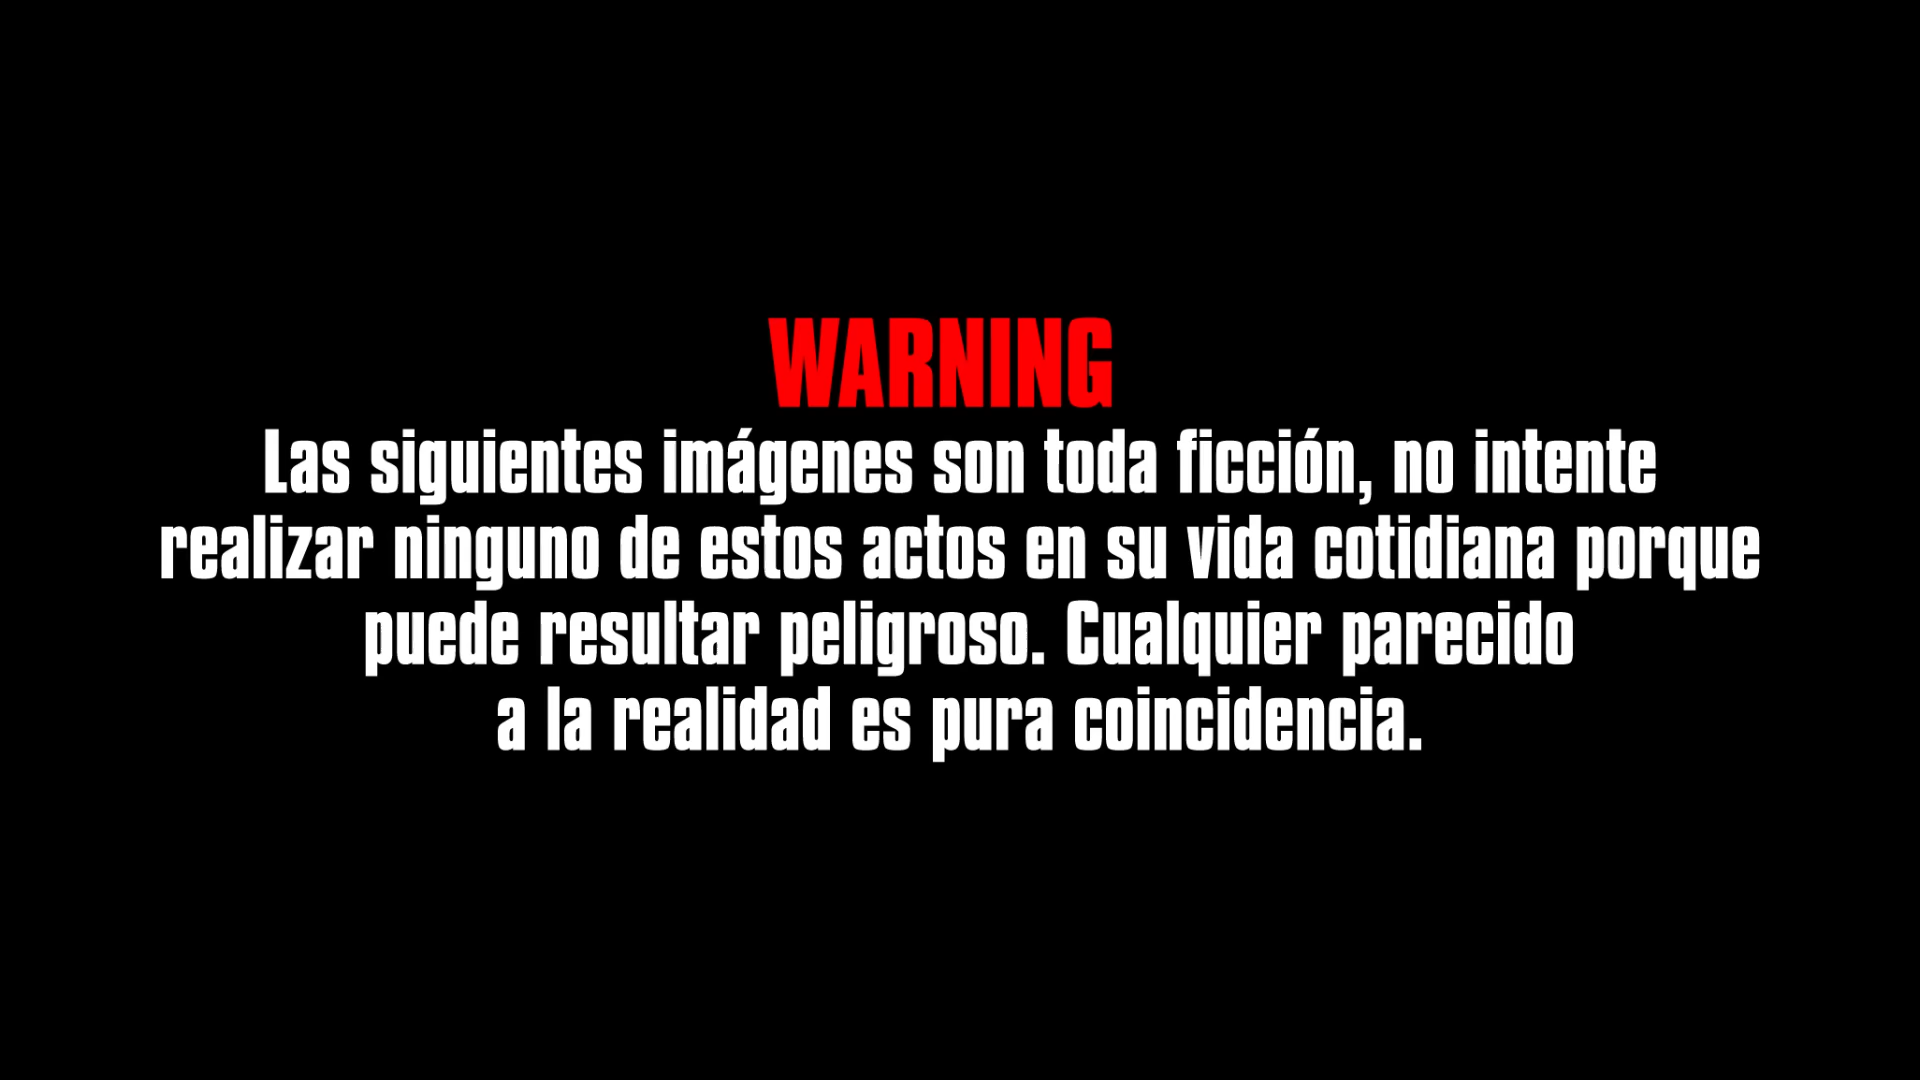 WARNING
Las siguientes imágenes son toda ficción, no intente
realizar ninguno de estos actos en su vida cotidiana porque
puede resultar peligroso. Cualquier parecido
a la realidad es pura coincidencia.